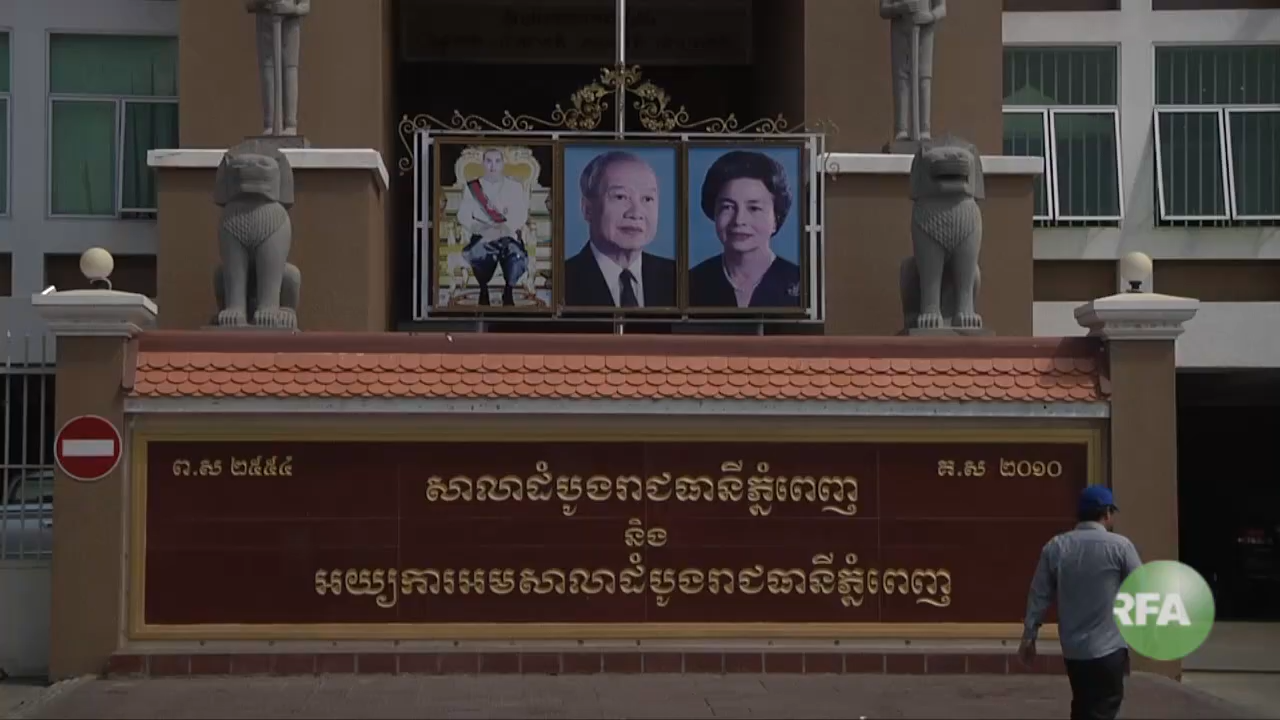 ព.ស ២៥៥៤
គ.ស ២០១០
សាលាដំបូងរាជធានីភ្នំពេញ
និង
អយ្យការអមសាលាដំបូងរាជធានីភ្នំពេញ
RFA